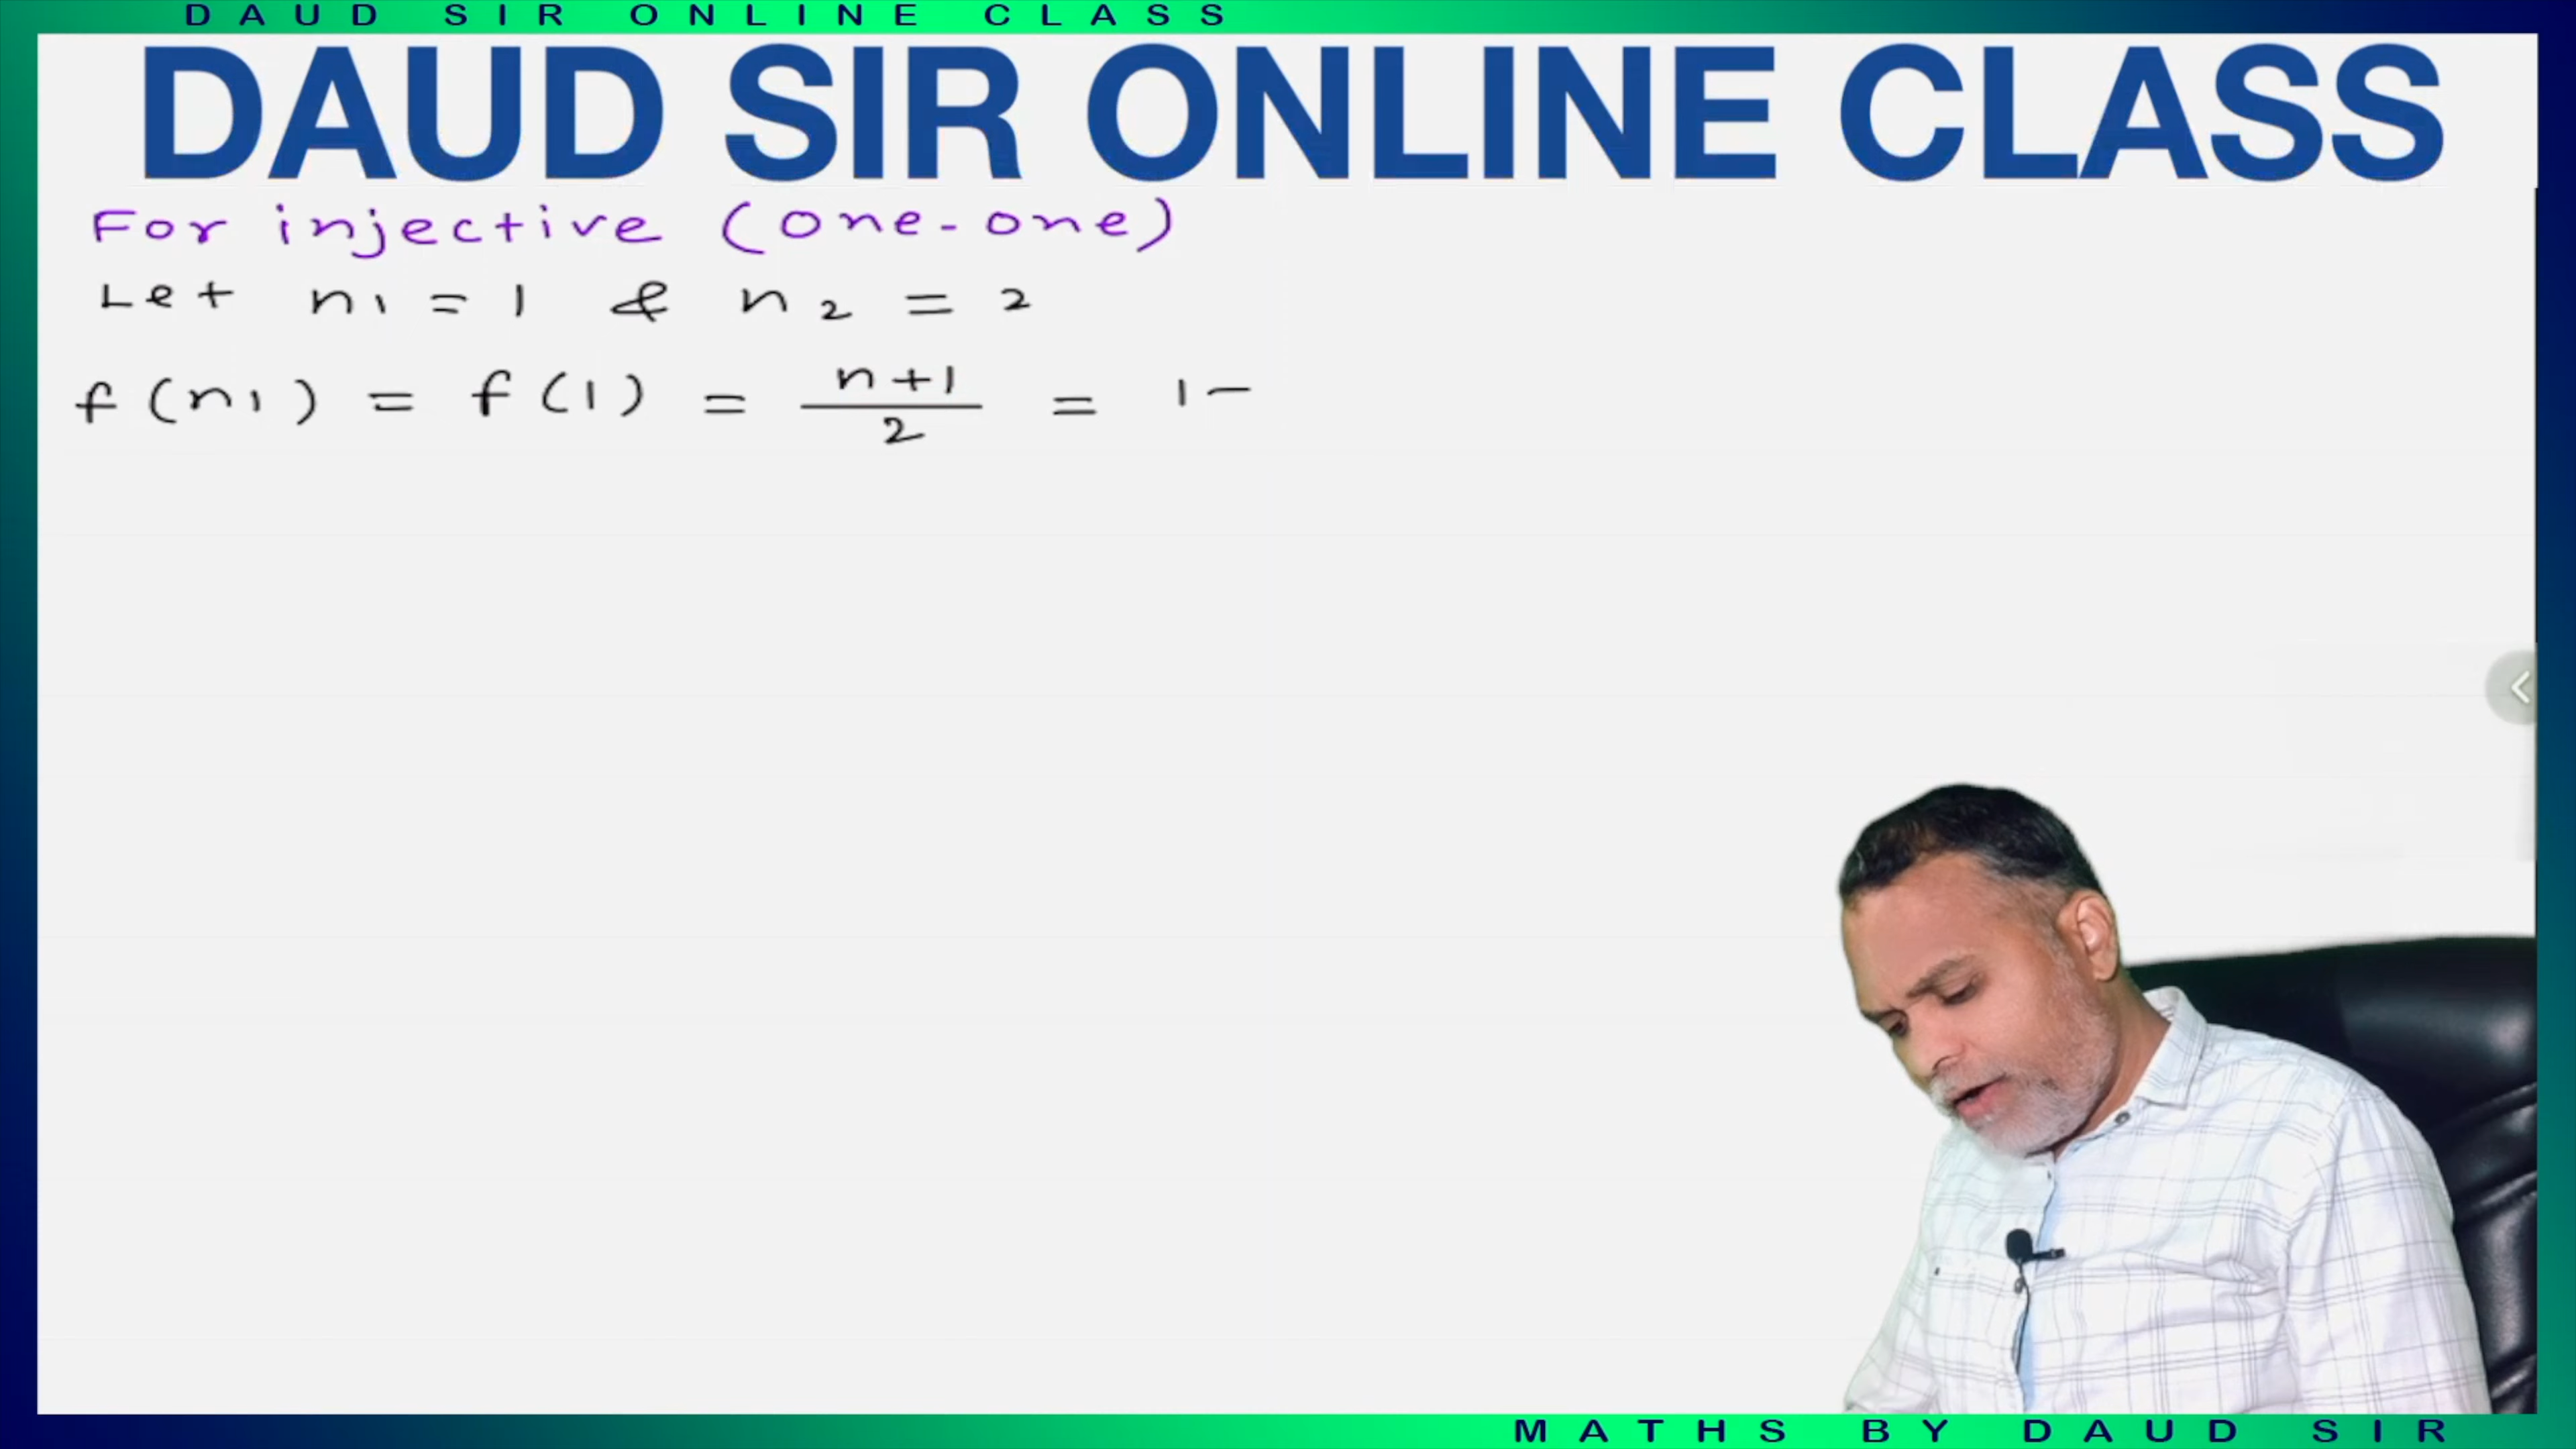 DAUD SIR ONLINE CLASS
DAUD SIR ONLINE CLASS
For injective (one-one)
Let n1 = 1 & n2 = 2
f(n1) = f(1) = n+1/2 = 1-
MATHS BY DAUD SIR